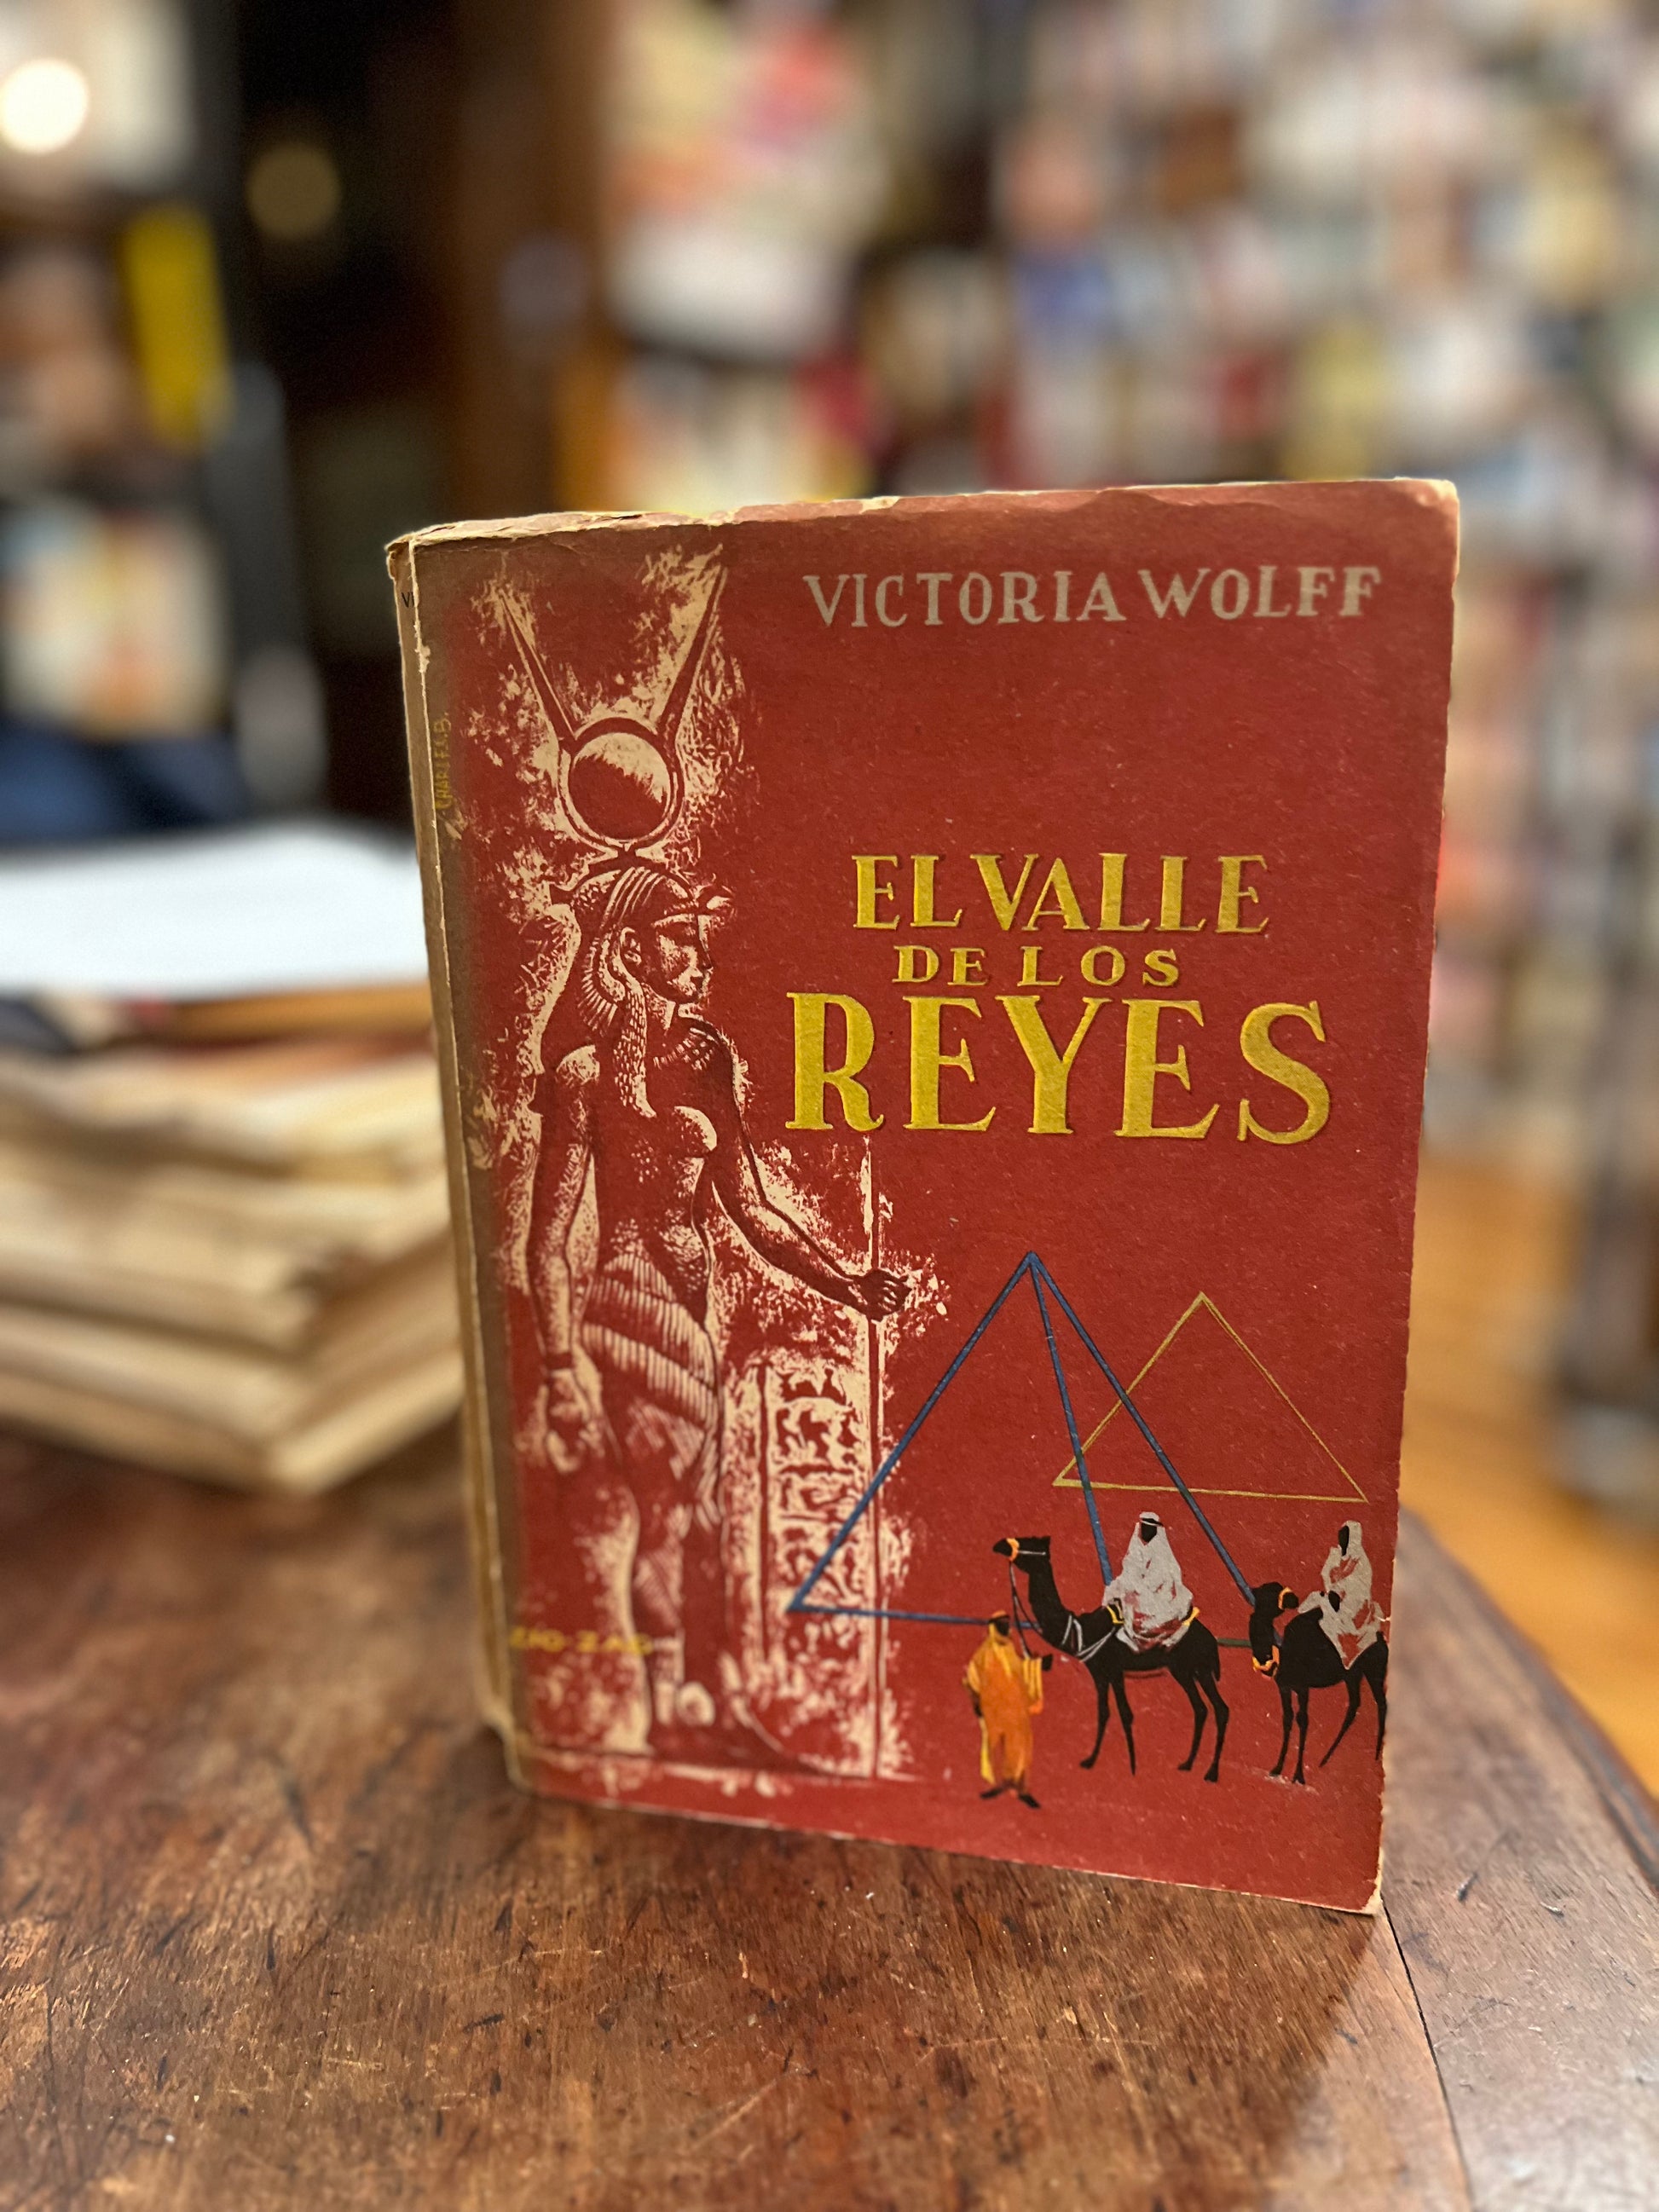 VICTORIA WOLFF
EL VALLE
DE LOS
REYES
ZIG-ZAG